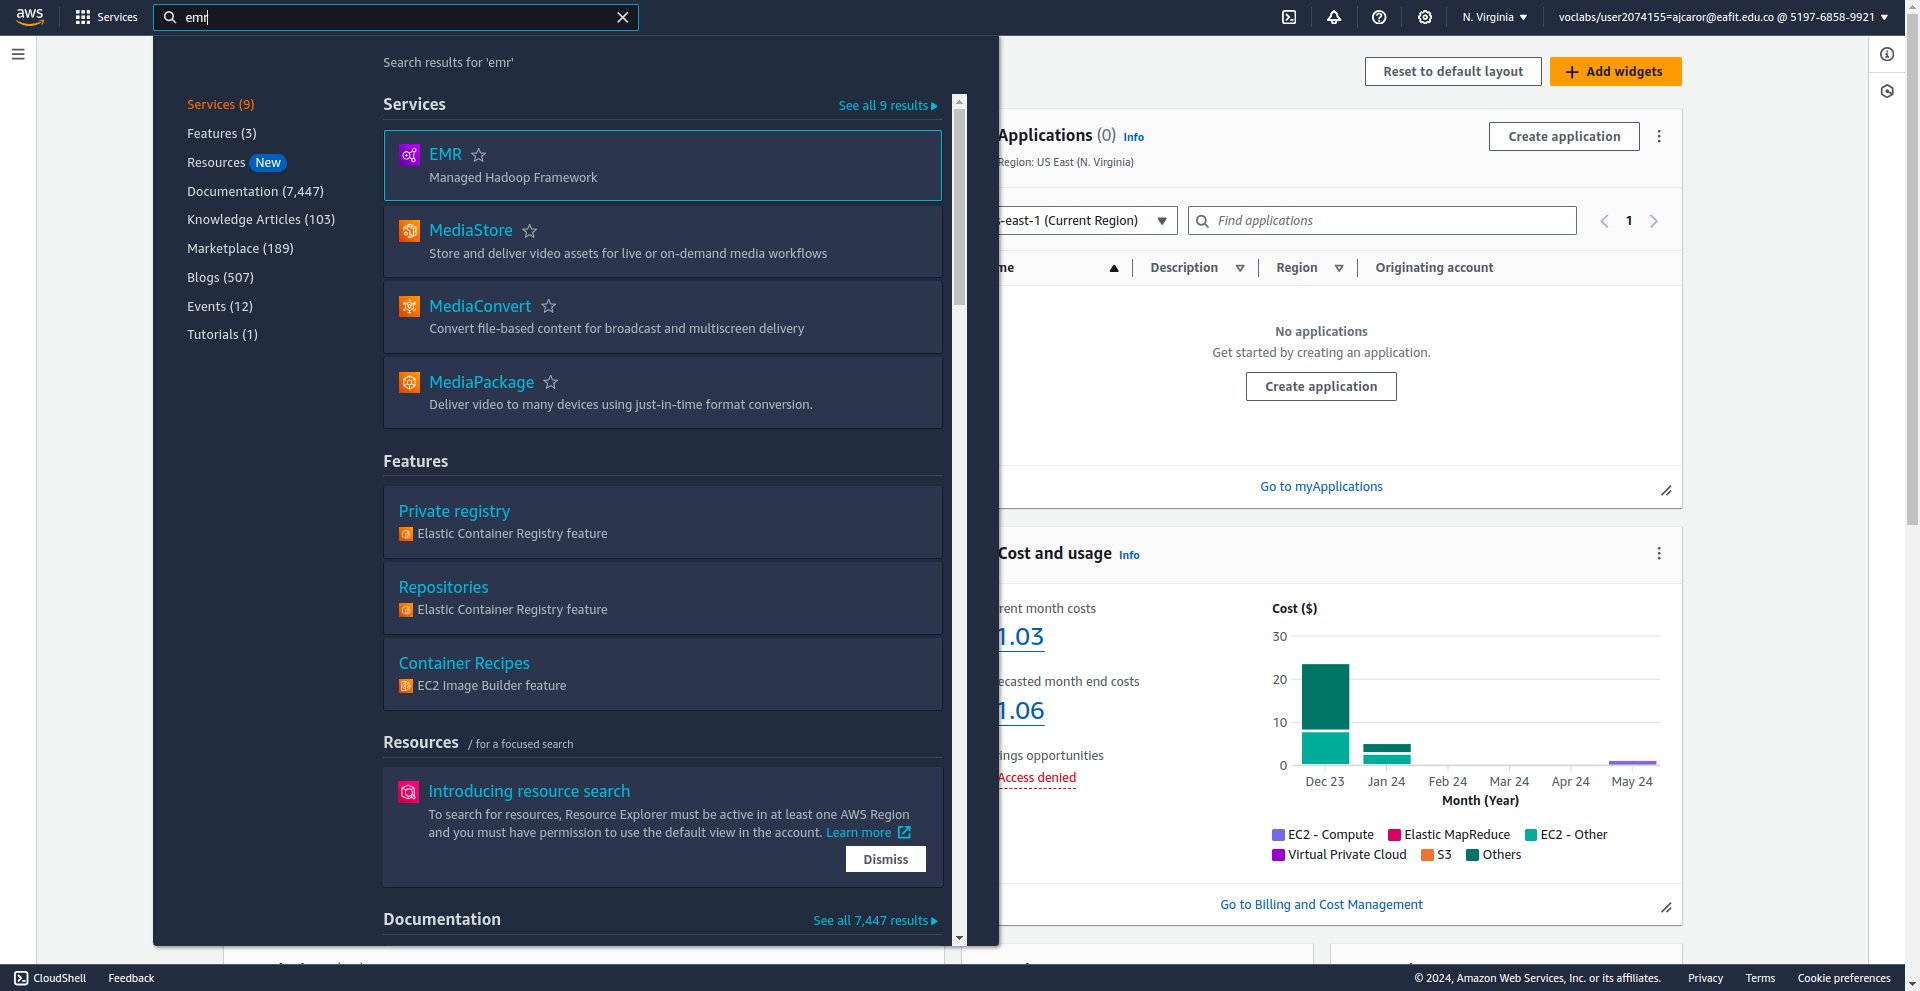 aws
Services
emr
N. Virginia
voclabs/user2074155=ajcaror@eafit.edu.co @ 5197-6858-9921
Search results for 'emr'
Services (9)
Features (3)
Resources New
Documentation (7,447)
Knowledge Articles (103)
Marketplace (189)
Blogs (507)
Events (12)
Tutorials (1)
Services
See all 9 results
EMR
Managed Hadoop Framework
MediaStore
Store and deliver video assets for live or on-demand media workflows
MediaConvert
Convert file-based content for broadcast and multiscreen delivery
MediaPackage
Deliver video to many devices using just-in-time format conversion.
Features
Private registry
Elastic Container Registry feature
Repositories
Elastic Container Registry feature
Container Recipes
EC2 Image Builder feature
Resources / for a focused search
Introducing resource search
To search for resources, Resource Explorer must be active in at least one AWS Region
and you must have permission to use the default view in the account. Learn more
Dismiss
Documentation
See all 7,447 results
Reset to default layout
Add widgets
Applications (0) Info
Region: US East (N. Virginia)
Create application
s-east-1 (Current Region)
Find applications
1
me
Description
Region
Originating account
No applications
Get started by creating an application.
Create application
Go to myApplications
Cost and usage Info
rent month costs
1.03
ecasted month end costs
1.06
ings opportunities
Access denied
Cost ($)
30
20
10
0
Dec 23
Jan 24
Feb 24
Mar 24
Apr 24
May 24
Month (Year)
EC2 - Compute
Elastic MapReduce
EC2 - Other
Virtual Private Cloud
S3
Others
Go to Billing and Cost Management
CloudShell
Feedback
© 2024, Amazon Web Services, Inc. or its affiliates.
Privacy
Terms
Cookie preferences